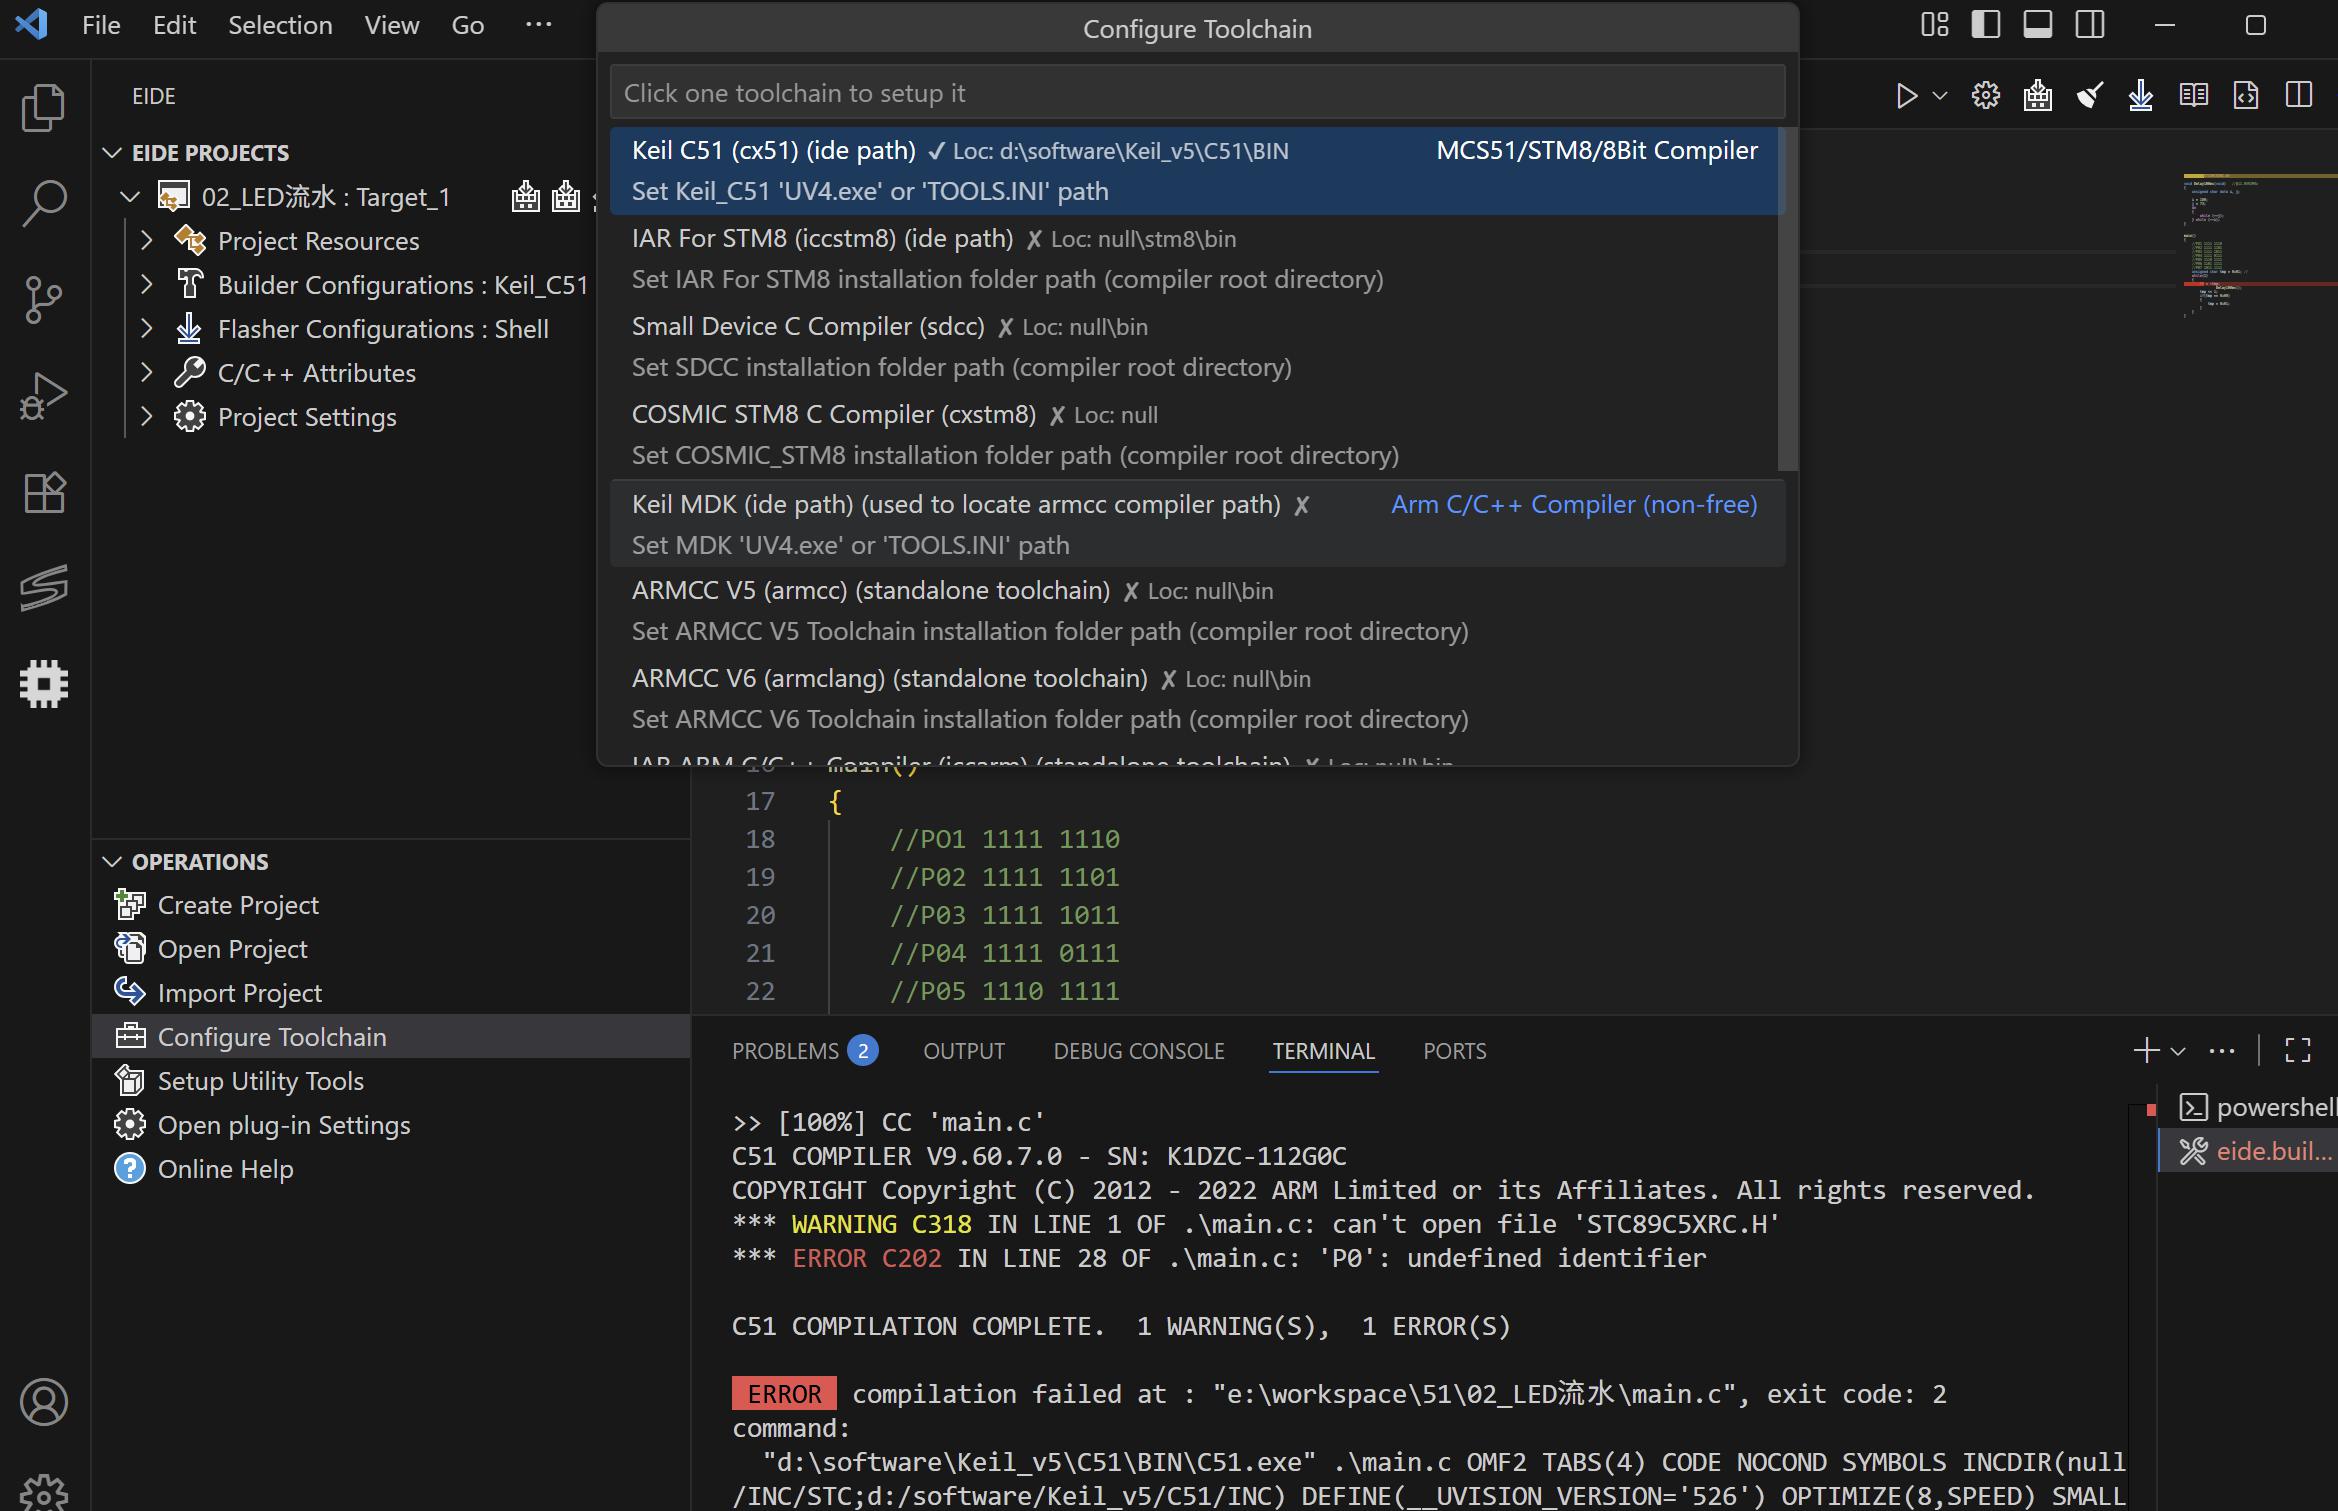 File Edit Selection View Go ···
Configure Toolchain
Click one toolchain to setup it
Keil C51 (cx51) (ide path) ✓ Loc: d:\software\Keil_v5\C51\BIN MCS51/STM8/8Bit Compiler
Set Keil_C51 'UV4.exe' or 'TOOLS.INI' path
IAR For STM8 (iccstm8) (ide path) ✗ Loc: null\stm8\bin
Set IAR For STM8 installation folder path (compiler root directory)
Small Device C Compiler (sdcc) ✗ Loc: null\bin
Set SDCC installation folder path (compiler root directory)
COSMIC STM8 C Compiler (cxstm8) ✗ Loc: null
Set COSMIC_STM8 installation folder path (compiler root directory)
Keil MDK (ide path) (used to locate armcc compiler path) ✗ Arm C/C++ Compiler (non-free)
Set MDK 'UV4.exe' or 'TOOLS.INI' path
ARMCC V5 (armcc) (standalone toolchain) ✗ Loc: null\bin
Set ARMCC V5 Toolchain installation folder path (compiler root directory)
ARMCC V6 (armclang) (standalone toolchain) ✗ Loc: null\bin
Set ARMCC V6 Toolchain installation folder path (compiler root directory)
IAR ARM C/C++ Compiler (iccarm) (standalone toolchain) ✗ Loc: null\bin
EIDE
EIDE PROJECTS
02_LED流水 : Target_1
Project Resources
Builder Configurations : Keil_C51
Flasher Configurations : Shell
C/C++ Attributes
Project Settings
OPERATIONS
Create Project
Open Project
Import Project
Configure Toolchain
Setup Utility Tools
Open plug-in Settings
Online Help
16 main()
17 {
18 //PO1 1111 1110
19 //P02 1111 1101
20 //P03 1111 1011
21 //P04 1111 0111
22 //P05 1110 1111
PROBLEMS 2 OUTPUT DEBUG CONSOLE TERMINAL PORTS
>> [100%] CC 'main.c'
C51 COMPILER V9.60.7.0 - SN: K1DZC-112G0C
COPYRIGHT Copyright (C) 2012 - 2022 ARM Limited or its Affiliates. All rights reserved.
*** WARNING C318 IN LINE 1 OF .\main.c: can't open file 'STC89C5XRC.H'
*** ERROR C202 IN LINE 28 OF .\main.c: 'P0': undefined identifier
C51 COMPILATION COMPLETE. 1 WARNING(S), 1 ERROR(S)
ERROR compilation failed at : "e:\workspace\51\02_LED流水\main.c", exit code: 2
command:
"d:\software\Keil_v5\C51\BIN\C51.exe" .\main.c OMF2 TABS(4) CODE NOCOND SYMBOLS INCDIR(null
/INC/STC;d:/software/Keil_v5/C51/INC) DEFINE(__UVISION_VERSION='526') OPTIMIZE(8,SPEED) SMALL
powershell
eide.buil...